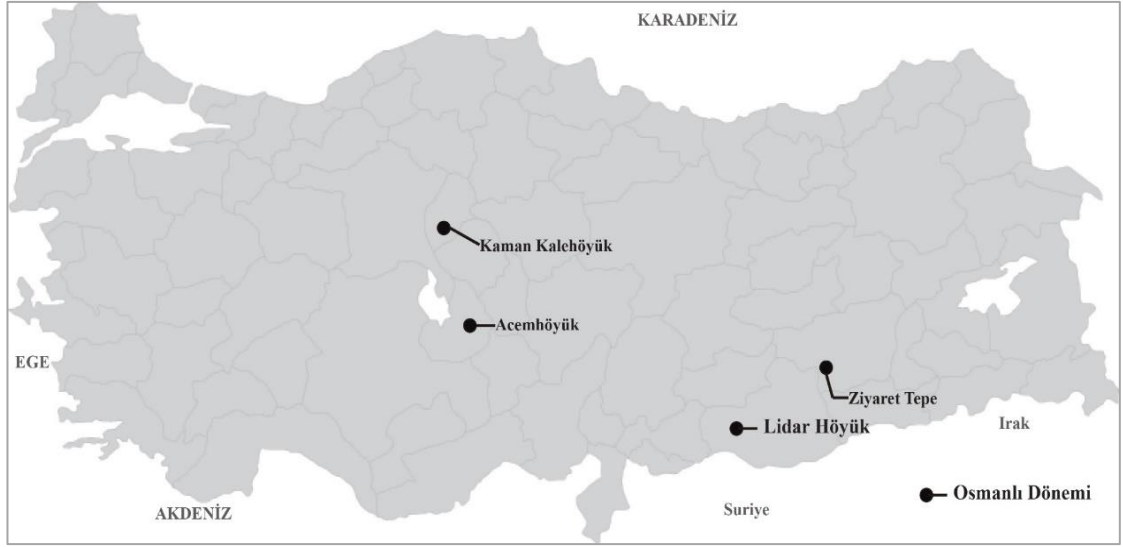 KARADENİZ
Kaman Kalehöyük
Acemhöyük
EGE
Ziyaret Tepe
Lidar Höyük
Irak
Osmanlı Dönemi
Suriye
AKDENİZ